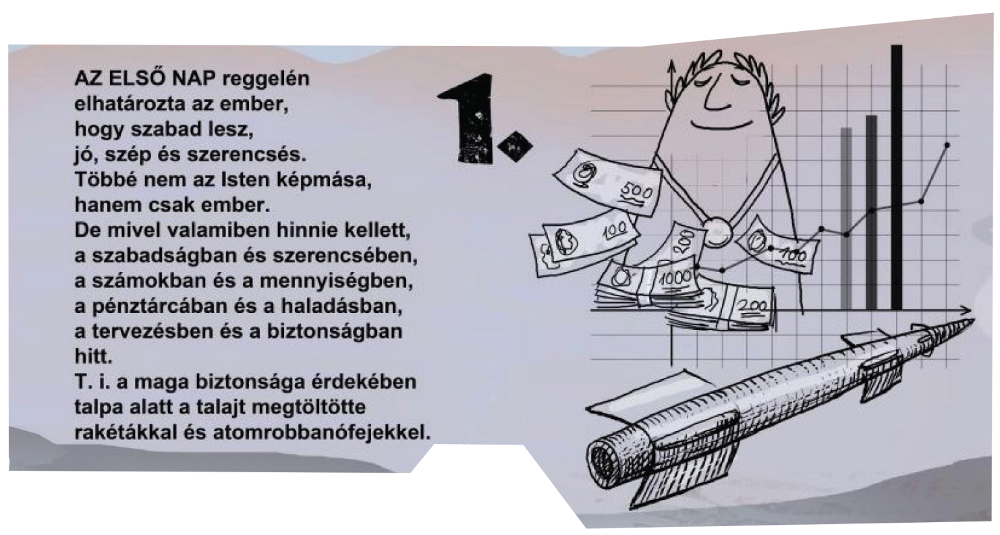 AZ ELSŐ NAP reggelén
elhatározta az ember,
hogy szabad lesz,
jó, szép és szerencsés.
Többé nem az Isten képmása,
hanem csak ember.
De mivel valamiben hinnie kellett,
a szabadságban és szerencsében,
a számokban és a mennyiségben,
a pénztárcában és a haladásban,
a tervezésben és a biztonságban
hitt.
T. i. a maga biztonsága érdekében
talpa alatt a talajt megtöltötte
rakétákkal és atomrobbanófejekkel.
1.
500
100
200
100
1000
200